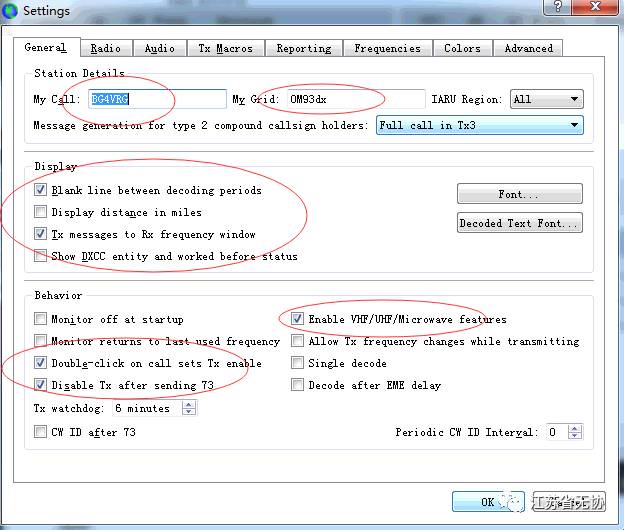 Settings
General Radio Audio Tx Macros Reporting Frequencies Colors Advanced
Station Details
My Call: BG4VRG My Grid: OM93dx IARU Region: All
Message generation for type 2 compound callsign holders: Full call in Tx3
Display
Blank line between decoding periods
Font...
Display distance in miles
Decoded Text Font...
Tx messages to Rx frequency window
Show DXCC entity and worked before status
Behavior
Monitor off at startup Enable VHF/UHF/Microwave features
Monitor returns to last used frequency Allow Tx frequency changes while transmitting
Double-click on call sets Tx enable Single decode
Disable Tx after sending 73 Decode after EME delay
Tx watchdog: 6 minutes
CW ID after 73 Periodic CW ID Interval: 0
OK 江苏省无协